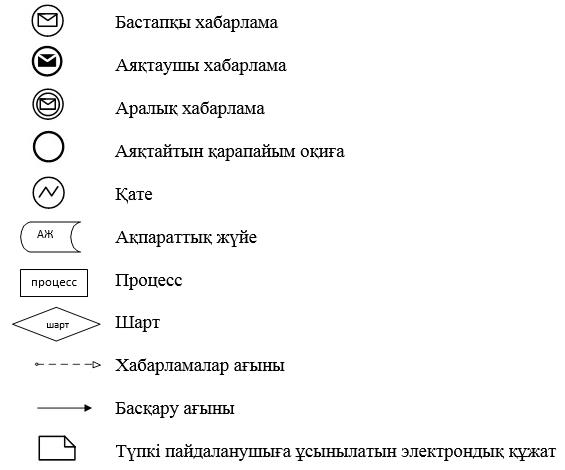 Бастапқы хабарлама
Аяқтаушы хабарлама
Аралық хабарлама
Аяқтайтын қарапайым оқиға
Қате
АЖ Ақпараттық жүйе
процесс Процесс
шарт Шарт
Хабарламалар ағыны
Басқару ағыны
Түпкі пайдаланушыға ұсынылатын электрондық құжат